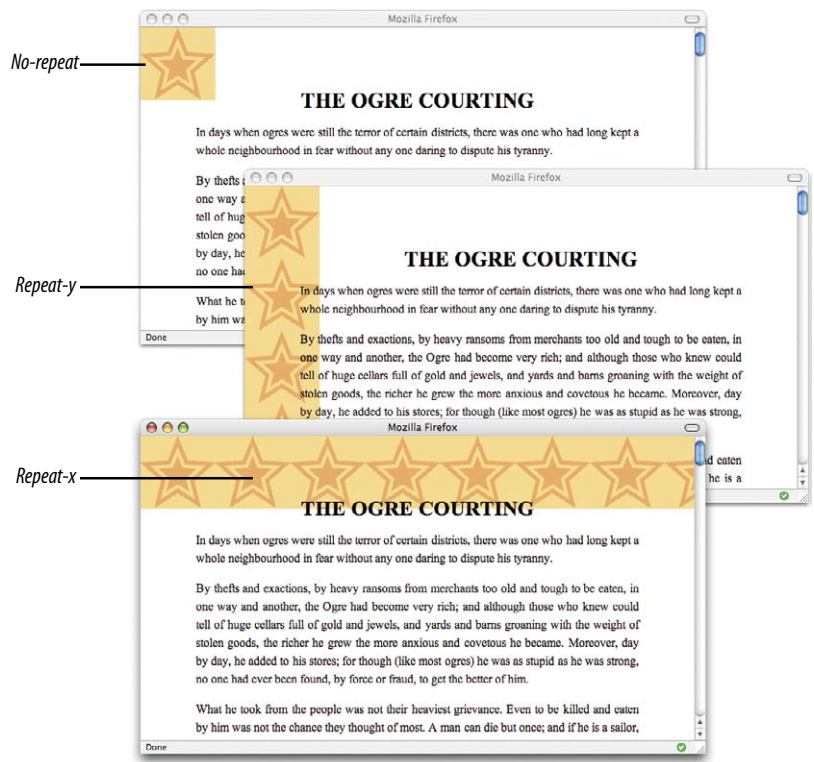 Mozilla Firefox
No-repeat
THE OGRE COURTING
In days when ogres were still the terror of certain districts, there was one who had long kept a
whole neighbourhood in fear without any one daring to dispute his tyranny.
By thefts
one way a
tell of hug
stolen goo
by day, he
no one had
What he t
by him wa
Done
Mozilla Firefox
Repeat-y
THE OGRE COURTING
In days when ogres were still the terror of certain districts, there was one who had long kept a
whole neighbourhood in fear without any one daring to dispute his tyranny.
By thefts and exactions, by heavy ransoms from merchants too old and tough to be eaten, in
one way and another, the Ogre had become very rich; and although those who knew could
tell of huge cellars full of gold and jewels, and yards and barns groaning with the weight of
stolen goods, the richer he grew the more anxious and covetous he became. Moreover, day
by day, he added to his stores; for though (like most ogres) he was as stupid as he was strong,
d eaten
he is a
Mozilla Firefox
Repeat-x
THE OGRE COURTING
In days when ogres were still the terror of certain districts, there was one who had long kept a
whole neighbourhood in fear without any one daring to dispute his tyranny.
By thefts and exactions, by heavy ransoms from merchants too old and tough to be eaten, in
one way and another, the Ogre had become very rich; and although those who knew could
tell of huge cellars full of gold and jewels, and yards and barns groaning with the weight of
stolen goods, the richer he grew the more anxious and covetous he became. Moreover, day
by day, he added to his stores; for though (like most ogres) he was as stupid as he was strong,
no one had ever been found, by force or fraud, to get the better of him.
What he took from the people was not their heaviest grievance. Even to be killed and eaten
by him was not the chance they thought of most. A man can die but once; and if he is a sailor,
Done